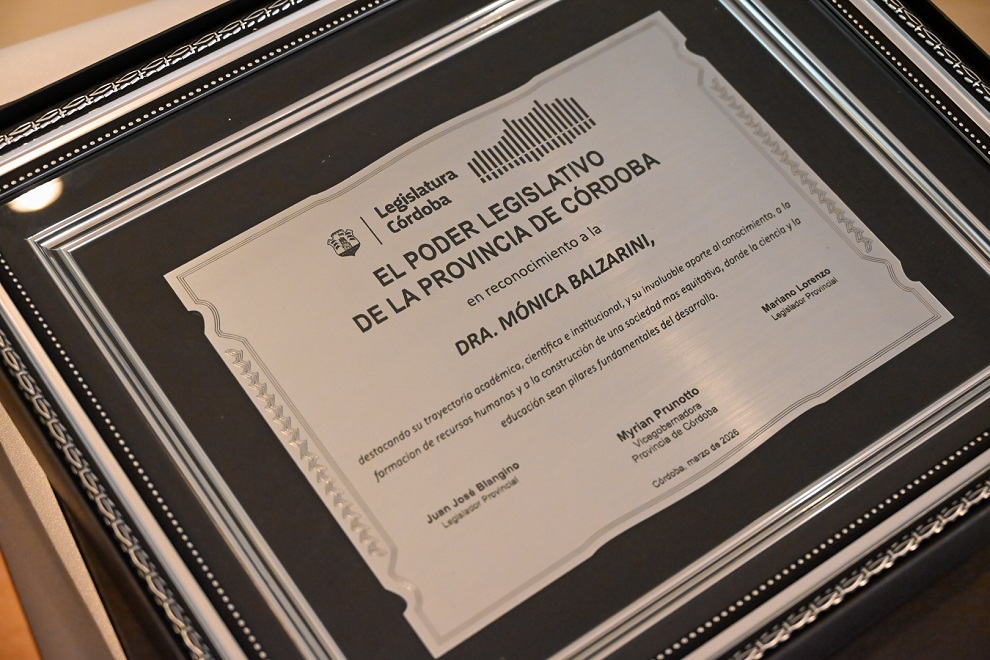 Legislatura
Córdoba
EL PODER LEGISLATIVO
DE LA PROVINCIA DE CÓRDOBA
en reconocimiento a la
DRA. MÓNICA BALZARINI,
destacando su trayectoria académica, científica e institucional, y su invaluable aporte al conocimiento, a la
formacion de recursos humanos y a la construcción de una sociedad mas equitativa, donde la ciencia y la
educación sean pilares fundamentales del desarrollo.
Mariano Lorenzo
Legislador Provincial
Myrian Prunotto
Vicegobernadora
Provincia de Córdoba
Juan José Blangino
Legislador Provincial
Córdoba, marzo de 2026